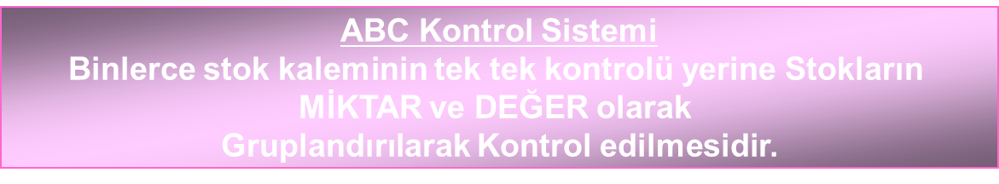 ABC Kontrol Sistemi
Binlerce stok kaleminin tek tek kontrolü yerine Stokların
MİKTAR ve DEĞER olarak
Gruplandırılarak Kontrol edilmesidir.